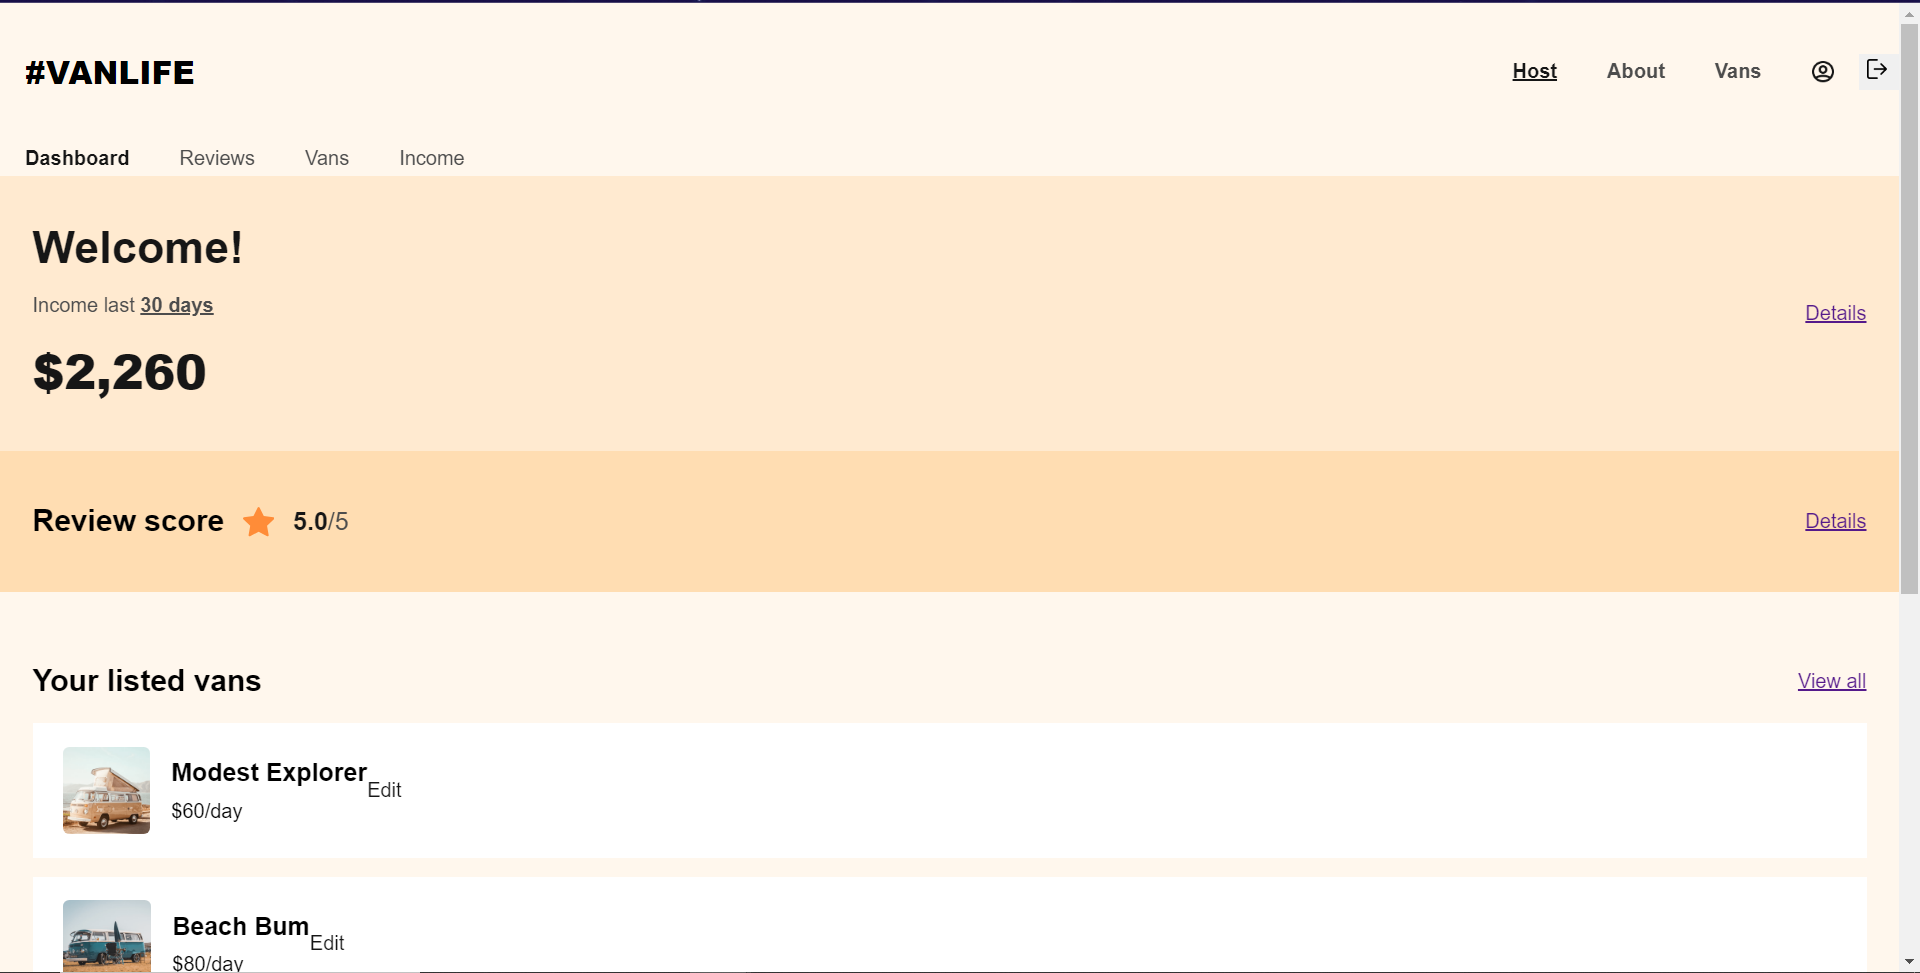 #VANLIFE
Host About Vans
Dashboard Reviews Vans Income
Welcome!
Income last 30 days
Details
$2,260
Review score 5.0/5
Details
Your listed vans
View all
Modest Explorer
Edit
$60/day
Beach Bum
Edit
$80/day